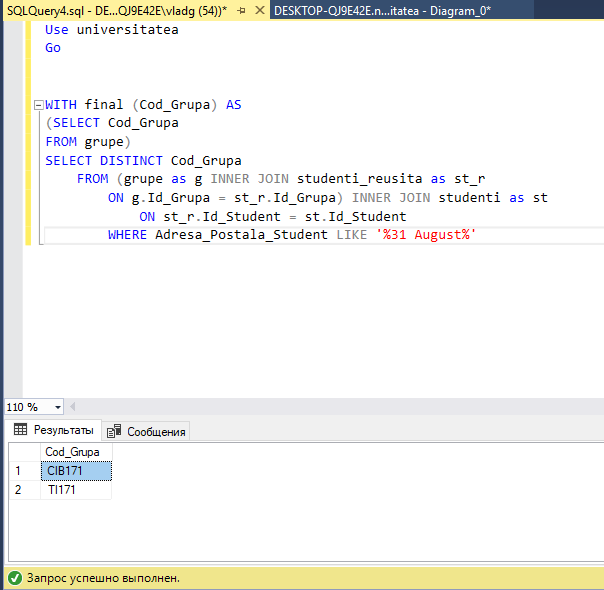 SQLQuery4.sql - DE...QJ9E42E\vladg (54))* DESKTOP-QJ9E42E.n...itatea - Diagram_0*
Use universitatea
Go
WITH final (Cod_Grupa) AS
(SELECT Cod_Grupa
FROM grupe)
SELECT DISTINCT Cod_Grupa
FROM (grupe as g INNER JOIN studenti_reusita as st_r
ON g.Id_Grupa = st_r.Id_Grupa) INNER JOIN studenti as st
ON st_r.Id_Student = st.Id_Student
WHERE Adresa_Postala_Student LIKE '%31 August%'
110 %
Результаты Сообщения
Cod_Grupa
1 CIB171
2 TI171
Запрос успешно выполнен.